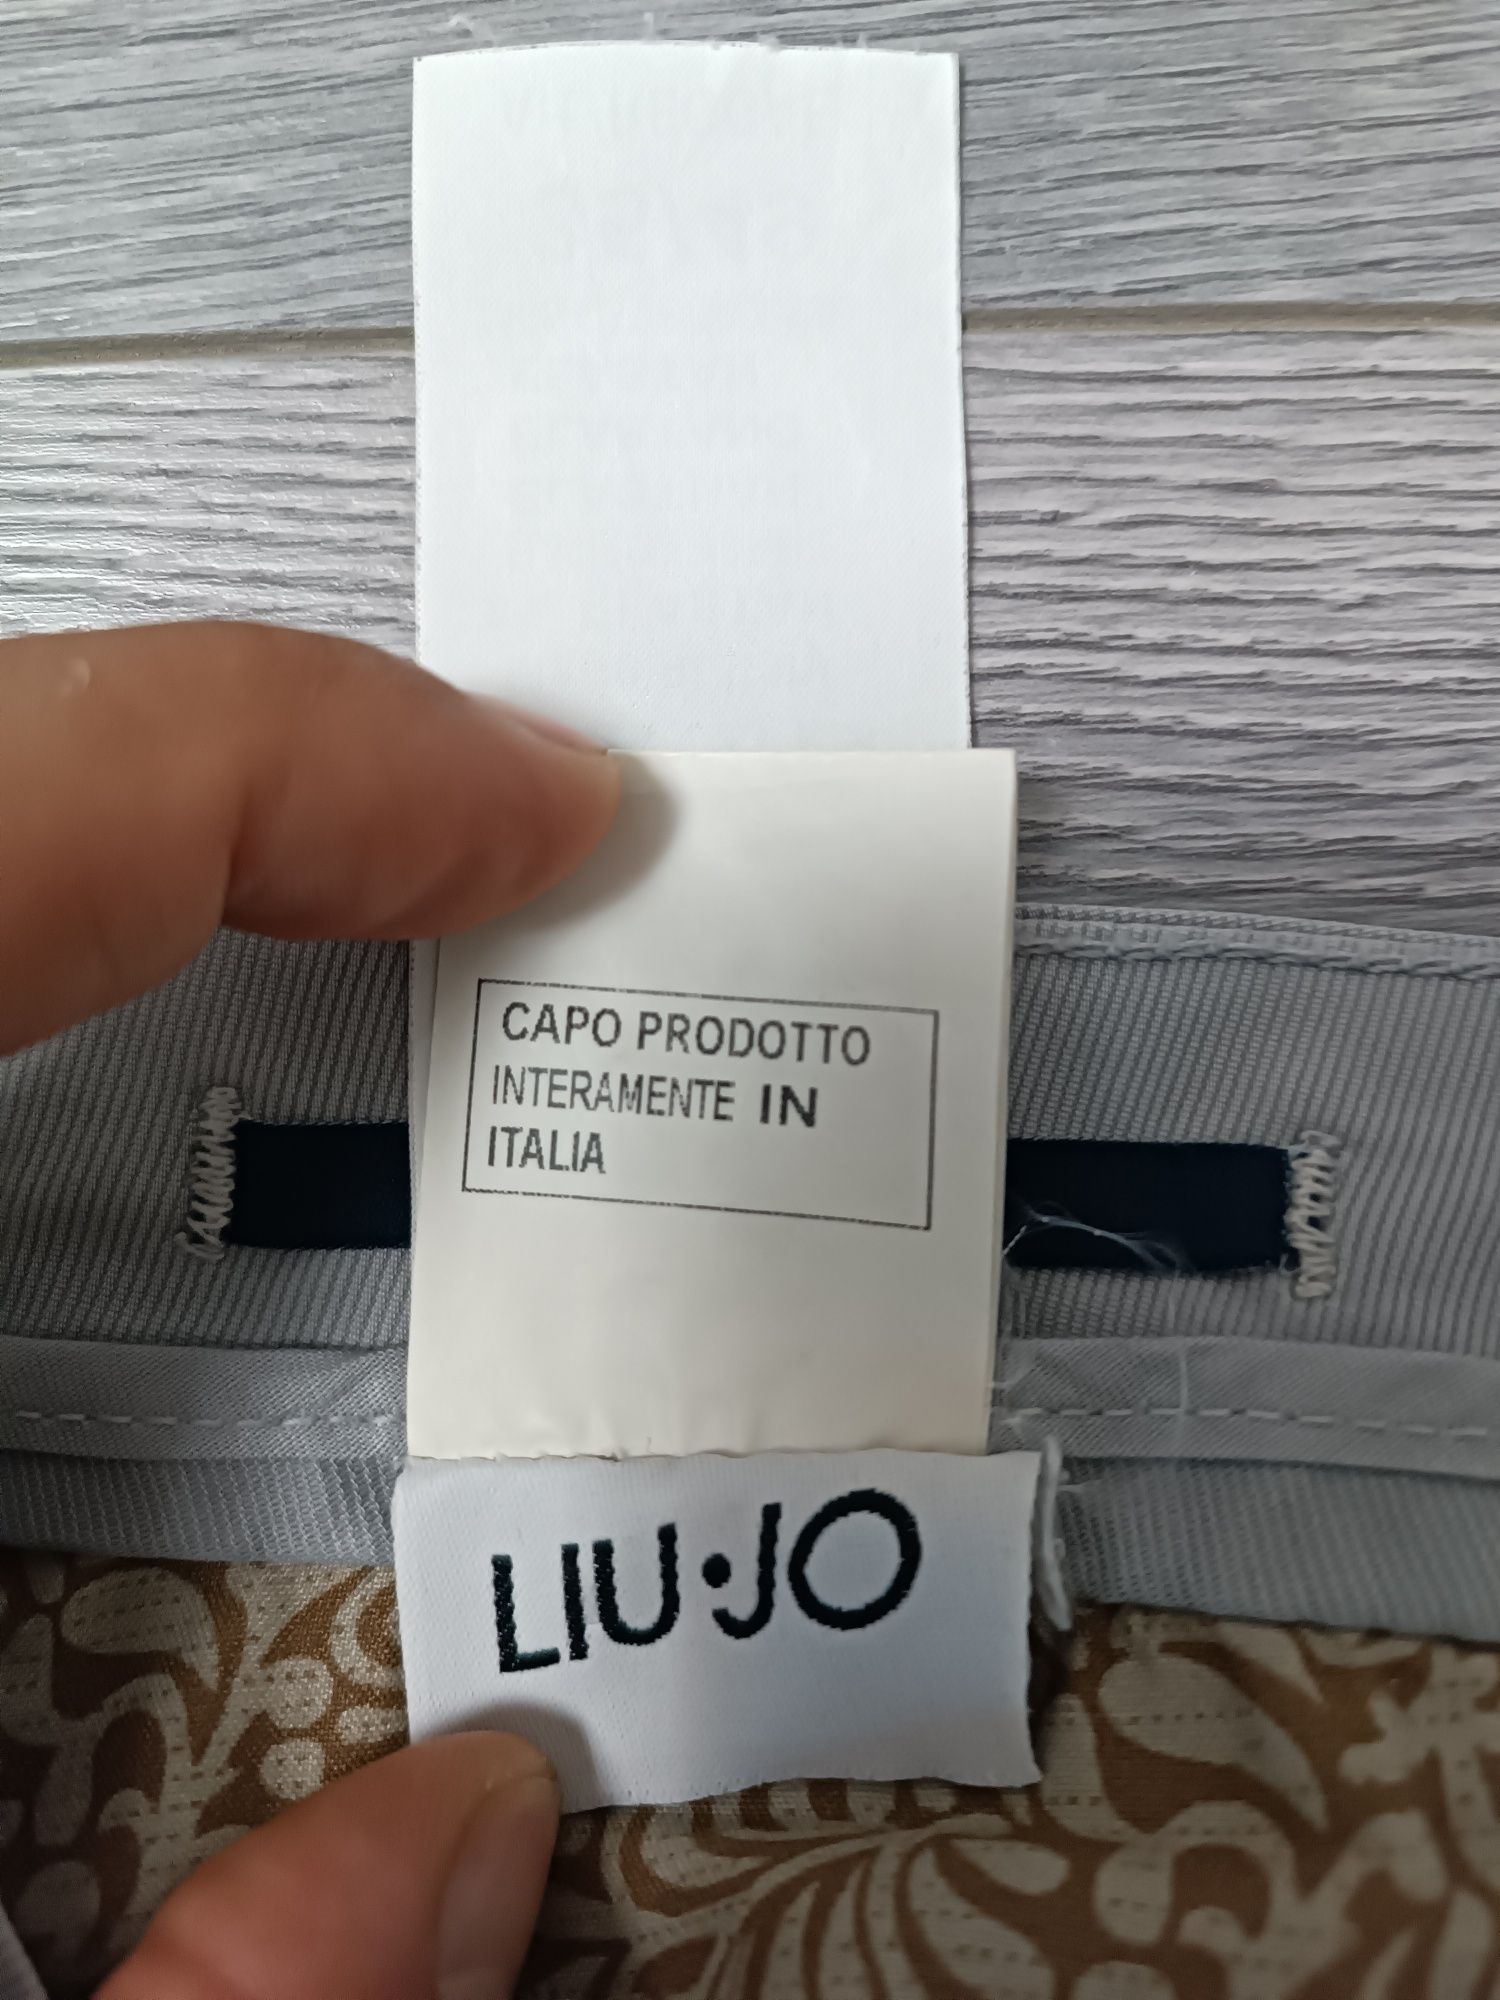 CAPO PRODOTTO
INTERAMENTE IN
ITALIA
LIU·JO